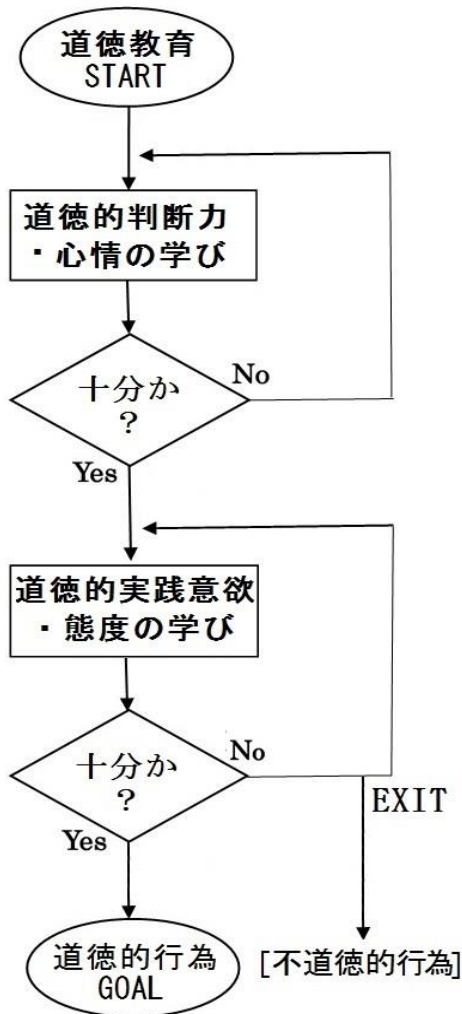 道徳教育
START
道徳的判断力
・心情の学び
十分か
？
No
Yes
道徳的実践意欲
・態度の学び
十分か
？
No
Yes
EXIT
道徳的行為
GOAL
[不道徳的行為]